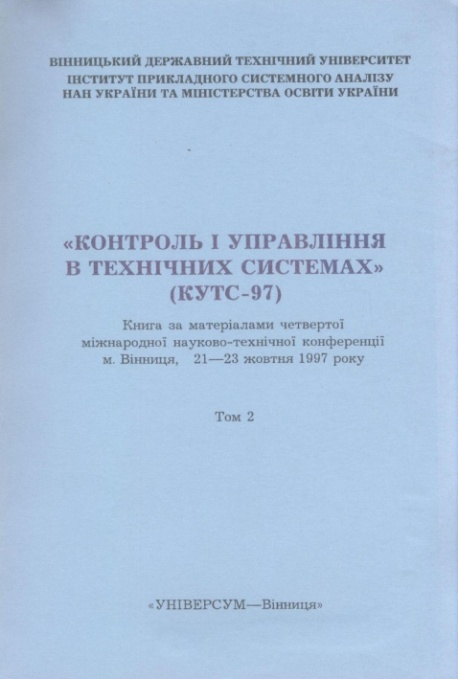 ВІННИЦЬКИЙ ДЕРЖАВНИЙ ТЕХНІЧНИЙ УНІВЕРСИТЕТ
ІНСТИТУТ ПРИКЛАДНОГО СИСТЕМНОГО АНАЛІЗУ
НАН УКРАЇНИ ТА МІНІСТЕРСТВА ОСВІТИ УКРАЇНИ
«КОНТРОЛЬ І УПРАВЛІННЯ
В ТЕХНІЧНИХ СИСТЕМАХ»
(КУТС-97)
Книга за матеріалами четвертої
міжнародної науково-технічної конференції
м. Вінниця, 21—23 жовтня 1997 року
Том 2
«УНІВЕРСУМ—Вінниця»